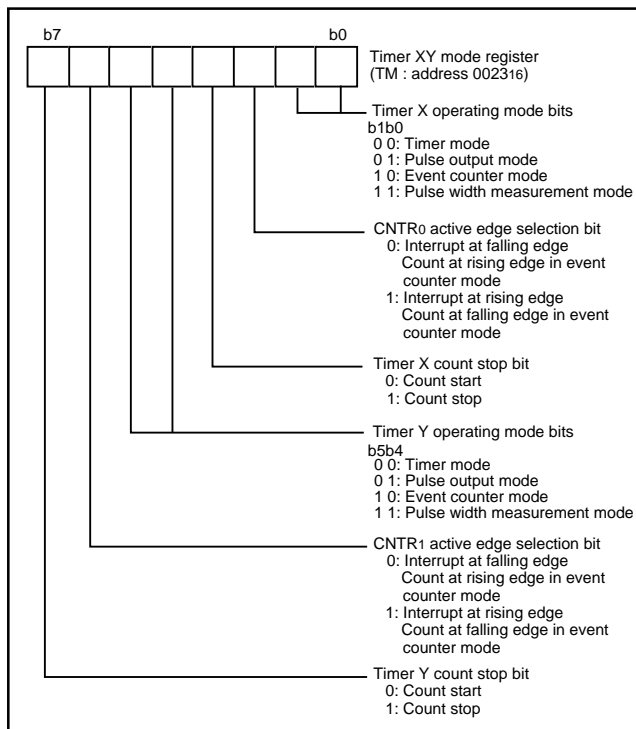 b7 b0
Timer XY mode register
(TM : address 002316)
Timer X operating mode bits
b1b0
0 0: Timer mode
0 1: Pulse output mode
1 0: Event counter mode
1 1: Pulse width measurement mode
CNTR0 active edge selection bit
0: Interrupt at falling edge
Count at rising edge in event
counter mode
1: Interrupt at rising edge
Count at falling edge in event
counter mode
Timer X count stop bit
0: Count start
1: Count stop
Timer Y operating mode bits
b5b4
0 0: Timer mode
0 1: Pulse output mode
1 0: Event counter mode
1 1: Pulse width measurement mode
CNTR1 active edge selection bit
0: Interrupt at falling edge
Count at rising edge in event
counter mode
1: Interrupt at rising edge
Count at falling edge in event
counter mode
Timer Y count stop bit
0: Count start
1: Count stop